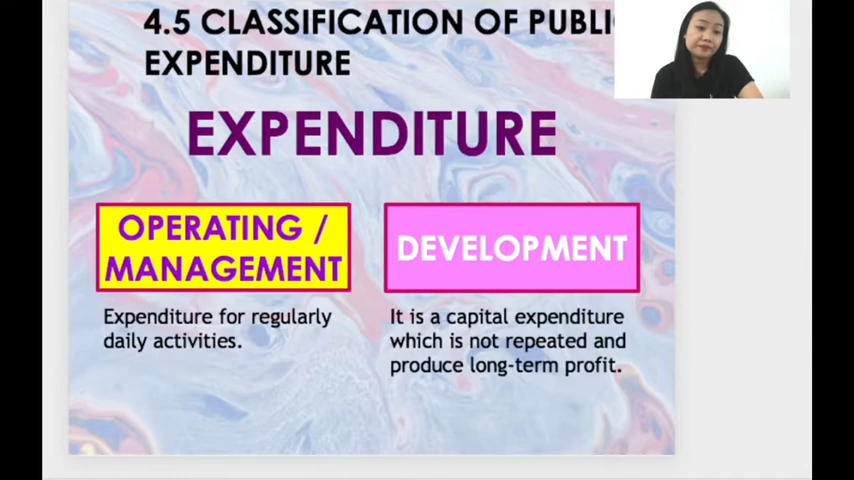 4.5 CLASSIFICATION OF PUBLI
EXPENDITURE
EXPENDITURE
OPERATING /
MANAGEMENT
Expenditure for regularly
daily activities.
DEVELOPMENT
It is a capital expenditure
which is not repeated and
produce long-term profit.